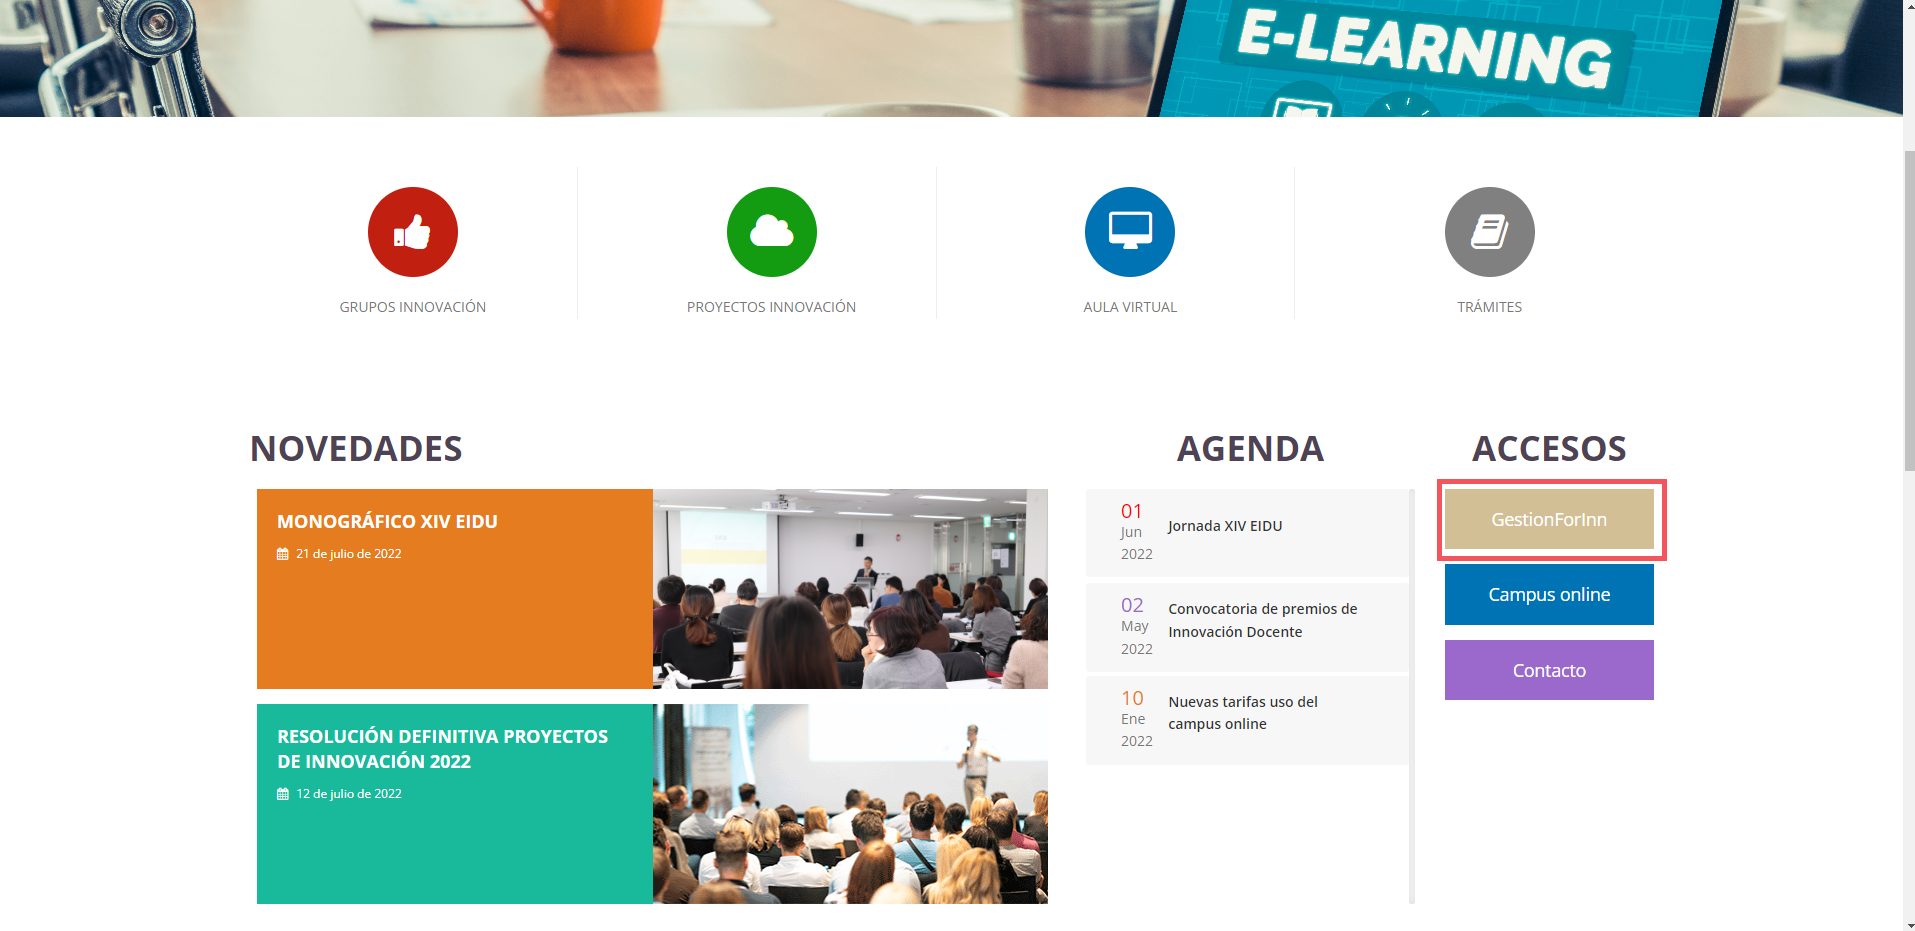 E-LEARNING
GRUPOS INNOVACIÓN
PROYECTOS INNOVACIÓN
AULA VIRTUAL
TRÁMITES
NOVEDADES
MONOGRÁFICO XIV EIDU
21 de julio de 2022
RESOLUCIÓN DEFINITIVA PROYECTOS
DE INNOVACIÓN 2022
12 de julio de 2022
AGENDA
01
Jun
2022
Jornada XIV EIDU
02
May
2022
Convocatoria de premios de
Innovación Docente
10
Ene
2022
Nuevas tarifas uso del
campus online
ACCESOS
GestionForInn
Campus online
Contacto